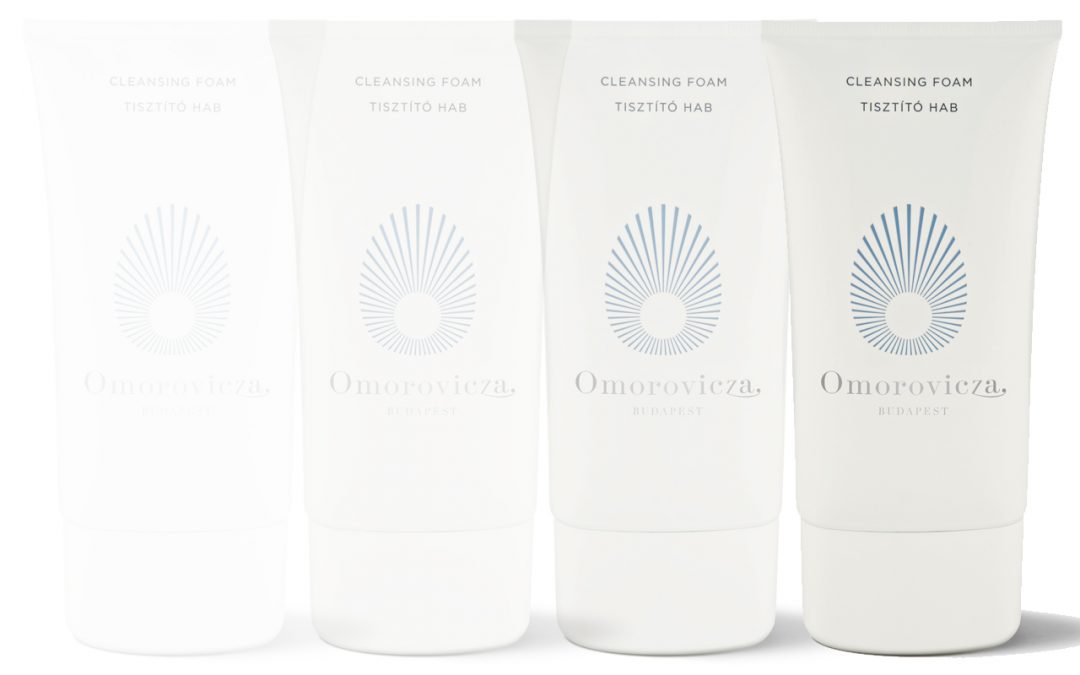 CLEANSING FOAM
TISZTÍTÓ HAB
Omorovicza
BUDAPEST
CLEANSING FOAM
TISZTÍTÓ HAB
Omorovicza
BUDAPEST
CLEANSING FOAM
TISZTÍTÓ HAB
Omorovicza
BUDAPEST
CLEANSING FOAM
TISZTÍTÓ HAB
Omorovicza
BUDAPEST